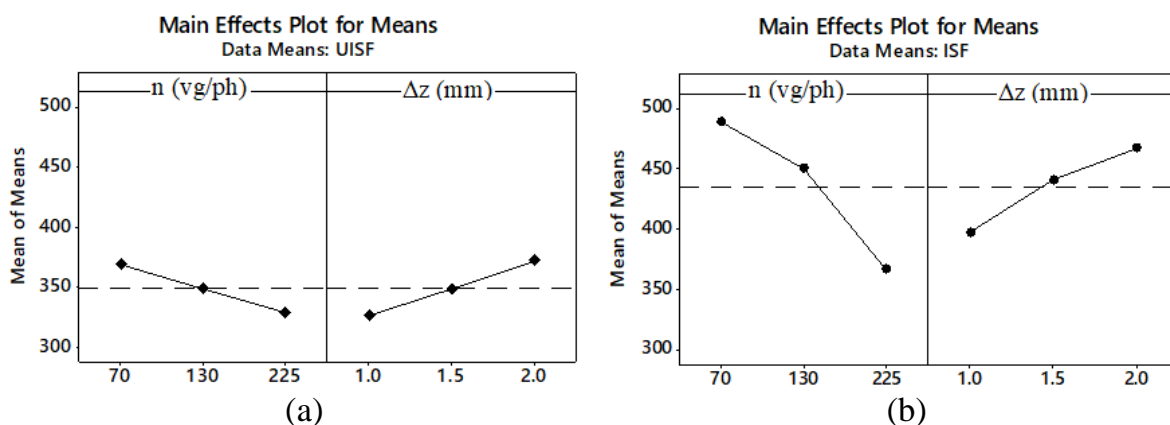 Main Effects Plot for Means
Data Means: UISF
n (vg/ph) Δz (mm)
Mean of Means
500
450
400
350
300
70 130 225 1.0 1.5 2.0
(a)
Main Effects Plot for Means
Data Means: ISF
n (vg/ph) Δz (mm)
Mean of Means
500
450
400
350
300
70 130 225 1.0 1.5 2.0
(b)